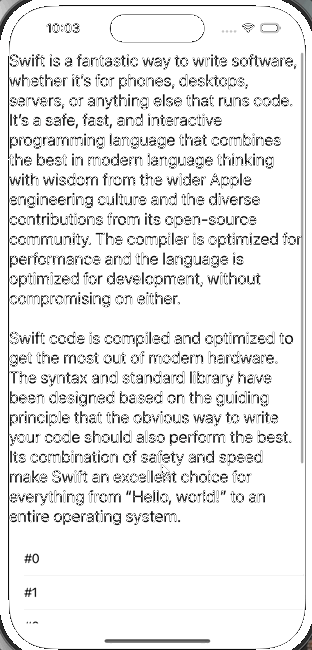 10:03
Swift is a fantastic way to write software,
whether it's for phones, desktops,
servers, or anything else that runs code.
It's a safe, fast, and interactive
programming language that combines
the best in modern language thinking
with wisdom from the wider Apple
engineering culture and the diverse
contributions from its open-source
community. The compiler is optimized for
performance and the language is
optimized for development, without
compromising on either.
Swift code is compiled and optimized to
get the most out of modern hardware.
The syntax and standard library have
been designed based on the guiding
principle that the obvious way to write
your code should also perform the best.
Its combination of safety and speed
make Swift an excellent choice for
everything from “Hello, world!” to an
entire operating system.
#0
#1